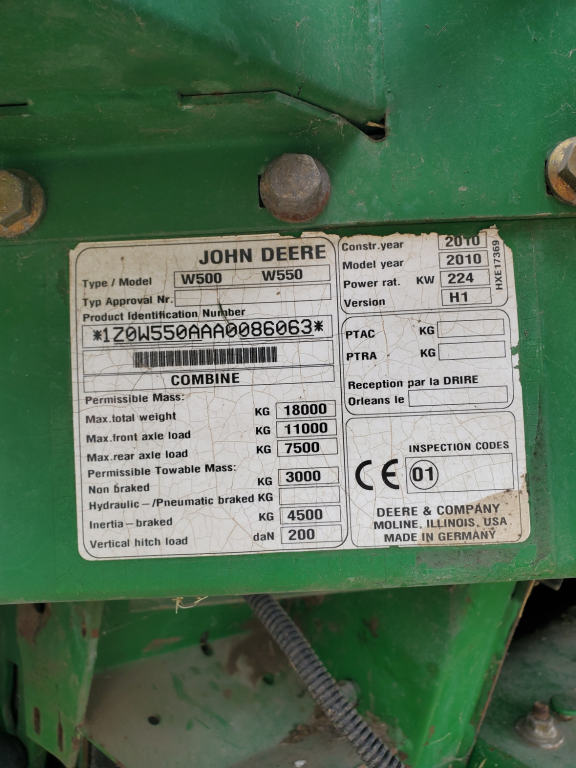 JOHN DEERE
Type / Model W500 W550
Typ Approval Nr.
Product Identification Number
*1Z0W550AAA0086063*
COMBINE
Permissible Mass:
Max.total weight KG 18000
Max.front axle load KG 11000
Max.rear axle load KG 7500
Permissible Towable Mass:
Non braked KG 3000
Hydraulic-/Pneumatic braked KG
Inertia-braked KG 4500
Vertical hitch load daN 200
Constr.year 2010
Model year 2010
Power rat. KW 224
Version H1
HXE17369
PTAC KG
PTRA KG
Reception par la DRIRE
Orleans le
INSPECTION CODES
CE 01
DEERE & COMPANY
MOLINE, ILLINOIS, USA
MADE IN GERMANY